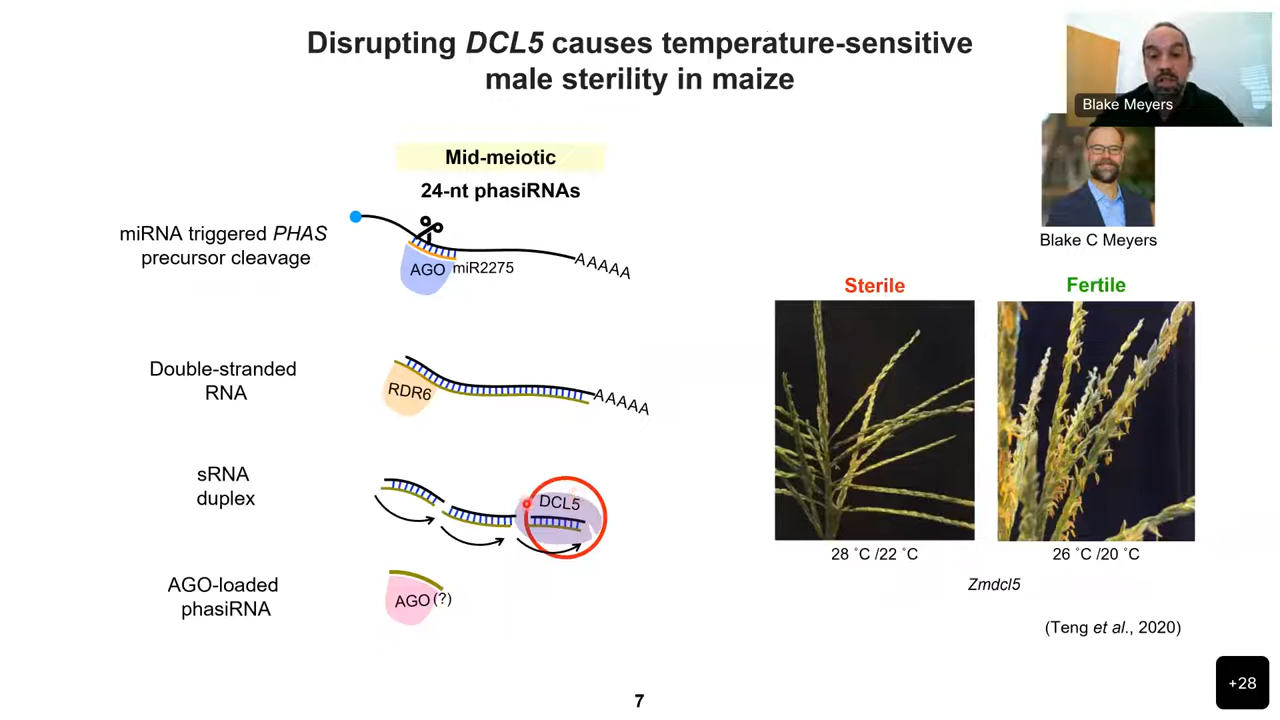 Disrupting DCL5 causes temperature-sensitive
male sterility in maize
Blake Meyers
Blake C Meyers
Mid-meiotic
24-nt phasiRNAs
miRNA triggered PHAS
precursor cleavage
AGO
miR2275
AAAAA
Double-stranded
RNA
RDR6
AAAAA
sRNA
duplex
DCL5
AGO-loaded
phasiRNA
AGO (?)
Sterile
Fertile
28 ˚C /22 ˚C
26 ˚C /20 ˚C
Zmdcl5
(Teng et al., 2020)
7
+28